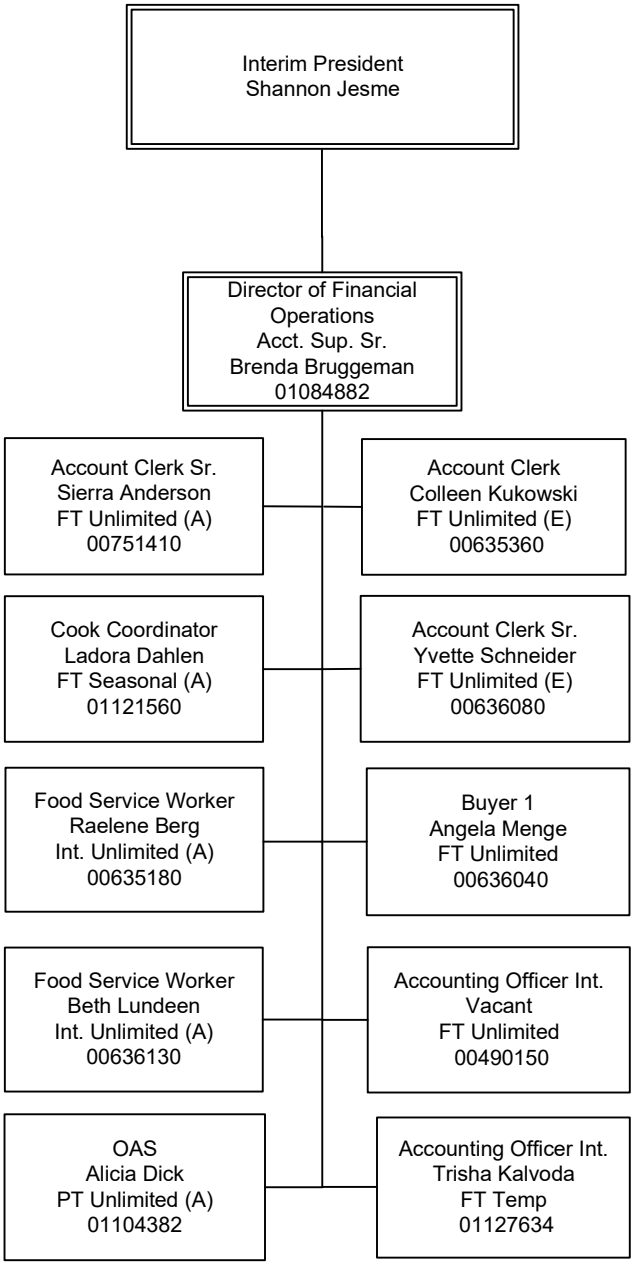 Interim President
Shannon Jesme
Director of Financial
Operations
Acct. Sup. Sr.
Brenda Bruggeman
01084882
Account Clerk Sr.
Sierra Anderson
FT Unlimited (A)
00751410
Account Clerk
Colleen Kukowski
FT Unlimited (E)
00635360
Cook Coordinator
Ladora Dahlen
FT Seasonal (A)
01121560
Account Clerk Sr.
Yvette Schneider
FT Unlimited (E)
00636080
Food Service Worker
Raelene Berg
Int. Unlimited (A)
00635180
Buyer 1
Angela Menge
FT Unlimited
00636040
Food Service Worker
Beth Lundeen
Int. Unlimited (A)
00636130
Accounting Officer Int.
Vacant
FT Unlimited
00490150
OAS
Alicia Dick
PT Unlimited (A)
01104382
Accounting Officer Int.
Trisha Kalvoda
FT Temp
01127634